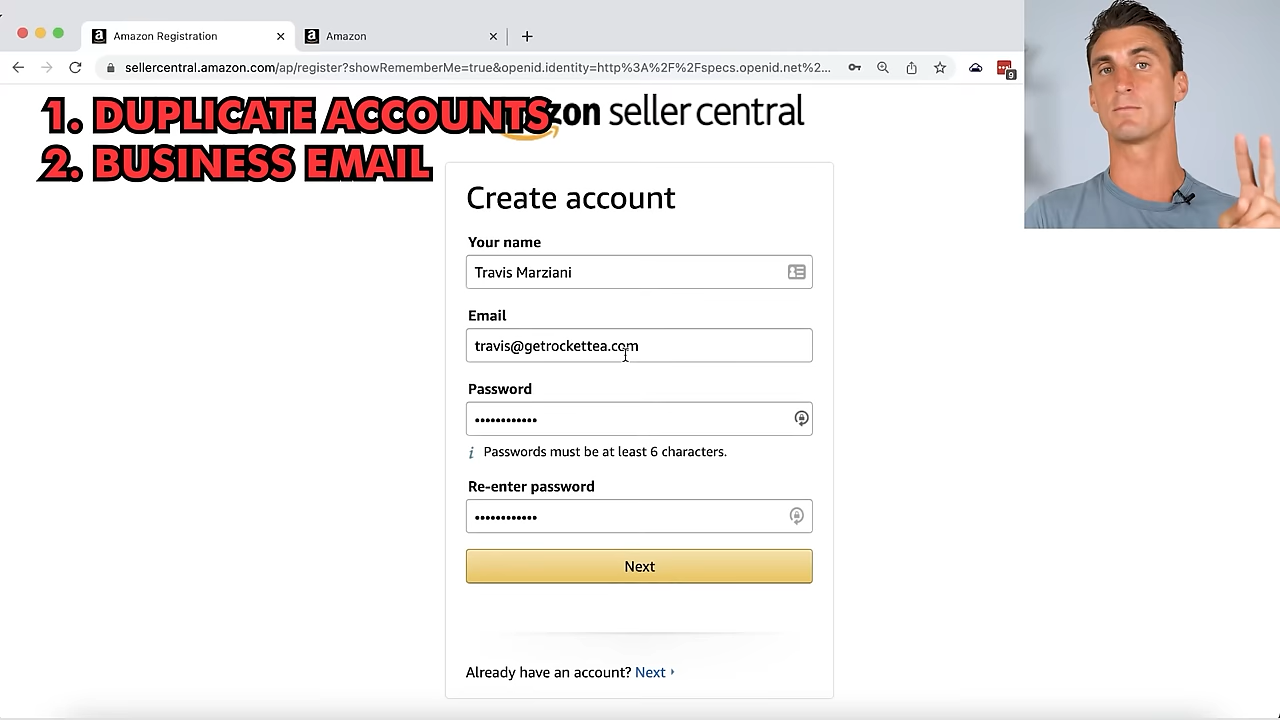 Amazon Registration
Amazon
sellercentral.amazon.com/ap/register?showRememberMe=true&openid.identity=http%3A%2F%2Fspecs.openid.net%2...
9
1. DUPLICATE ACCOUNTS
zon seller central
2. BUSINESS EMAIL
Create account
Your name
Travis Marziani
Email
travis@getrockettea.com
Password
••••••••••••
i Passwords must be at least 6 characters.
Re-enter password
••••••••••••
Next
Already have an account? Next